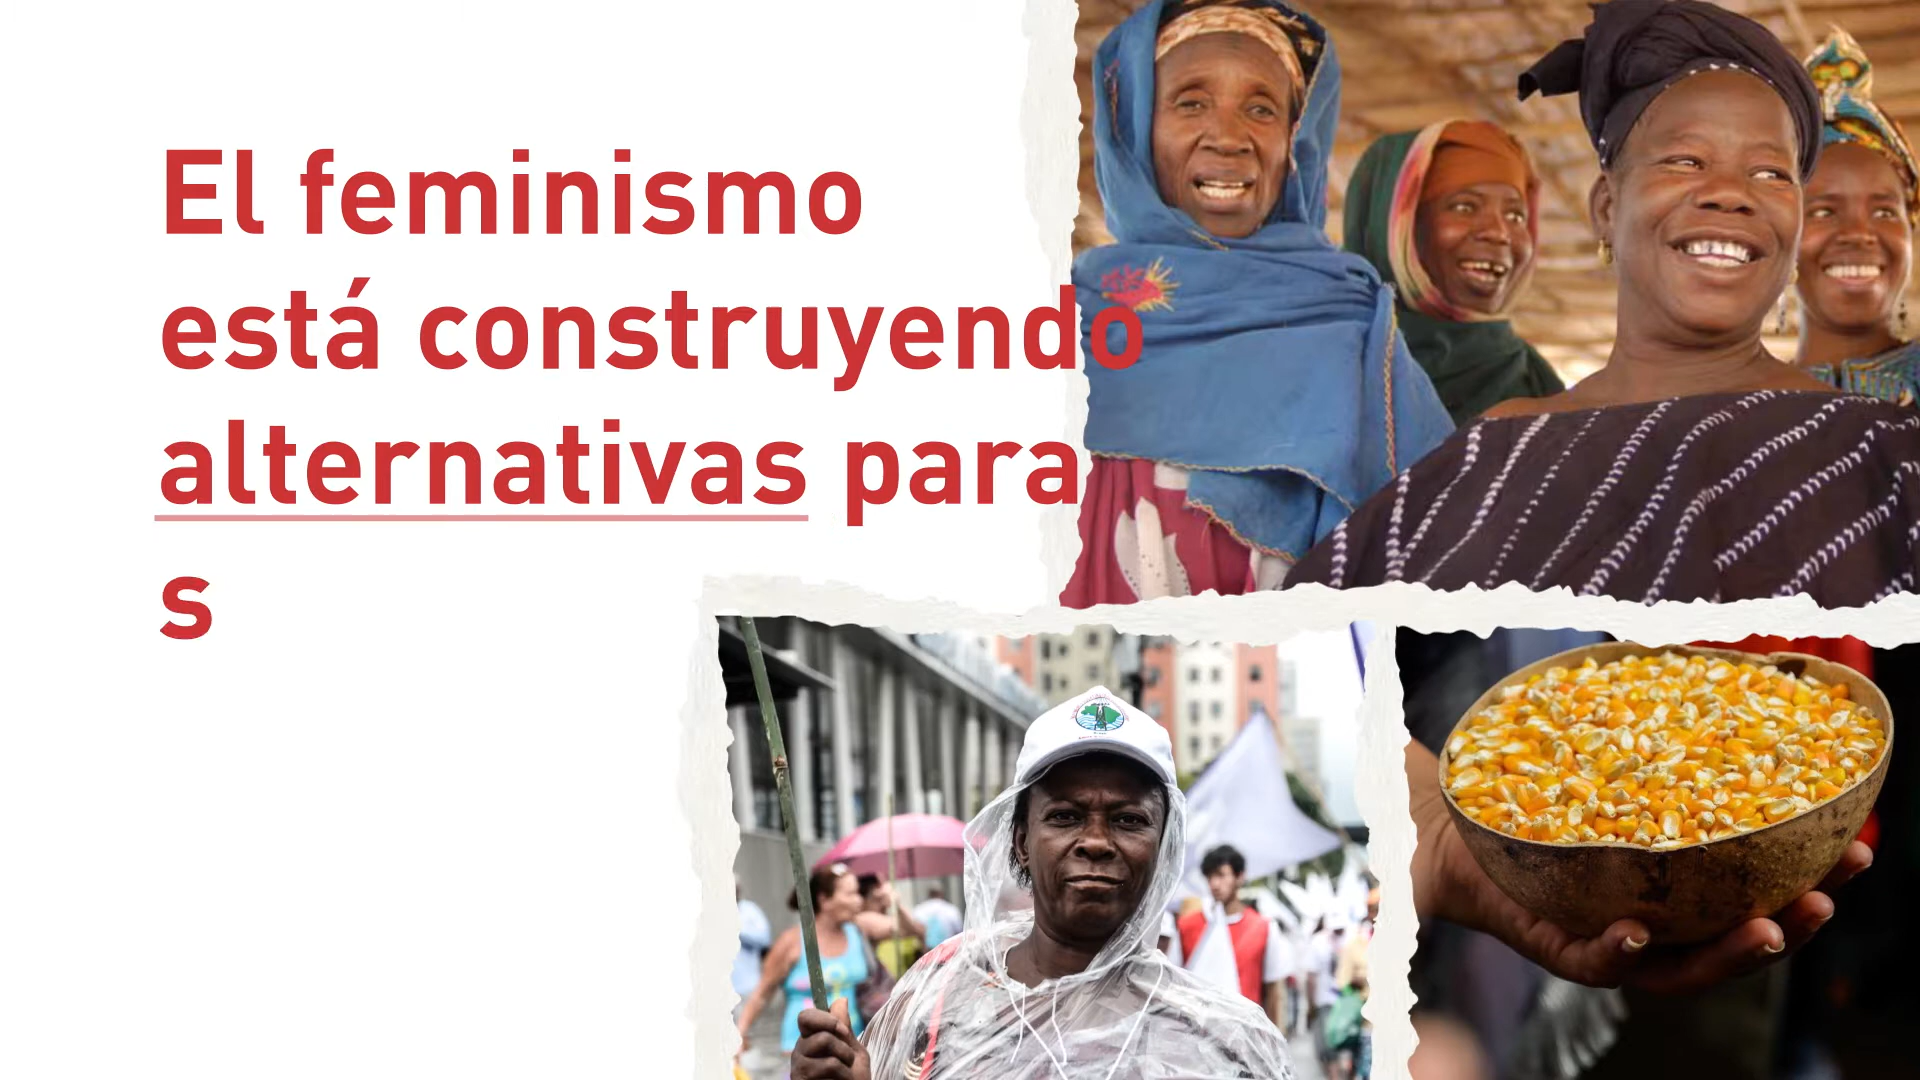 El feminismo
está construyendo
alternativas para
s